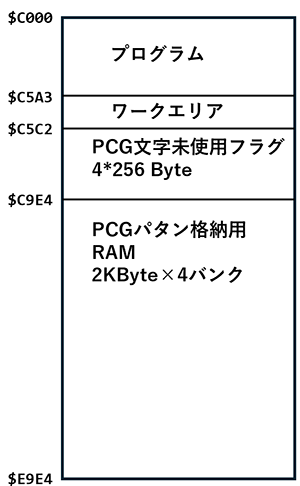 $C000
プログラム
$C5A3
ワークエリア
$C5C2
PCG文字未使用フラグ
4*256 Byte
$C9E4
PCGパタン格納用
RAM
2KByte×4バンク
$E9E4